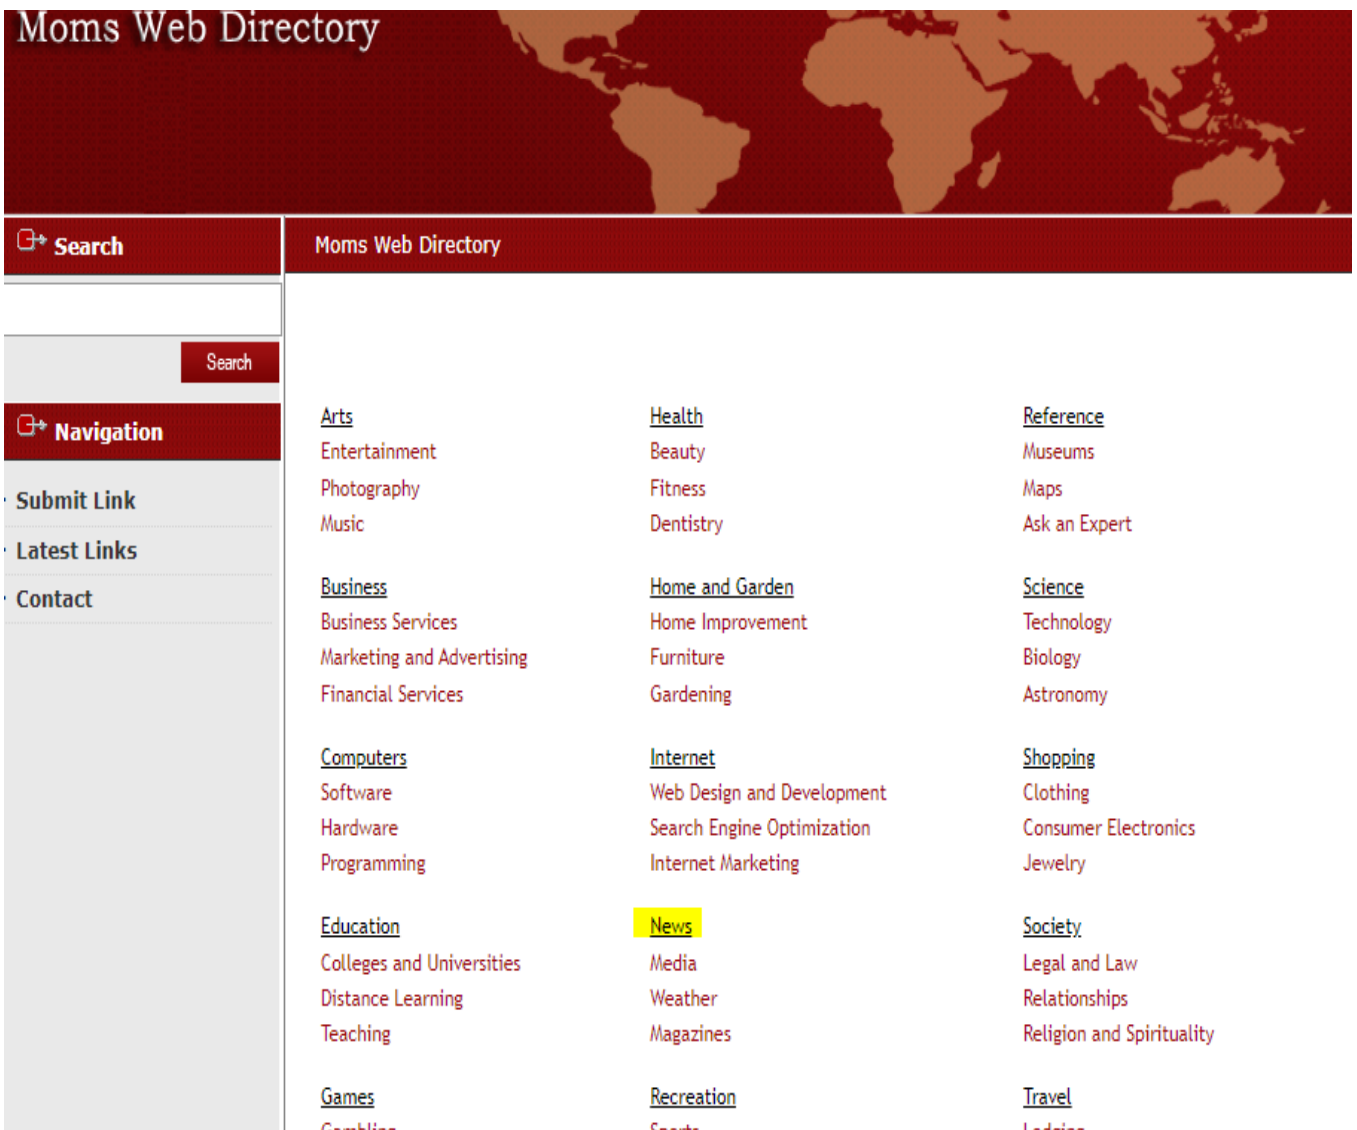 Moms Web Directory
Search
Moms Web Directory
Search
Navigation
Submit Link
Latest Links
Contact
Arts
Entertainment
Photography
Music
Health
Beauty
Fitness
Dentistry
Reference
Museums
Maps
Ask an Expert
Business
Business Services
Marketing and Advertising
Financial Services
Home and Garden
Home Improvement
Furniture
Gardening
Science
Technology
Biology
Astronomy
Computers
Software
Hardware
Programming
Internet
Web Design and Development
Search Engine Optimization
Internet Marketing
Shopping
Clothing
Consumer Electronics
Jewelry
Education
Colleges and Universities
Distance Learning
Teaching
News
Media
Weather
Magazines
Society
Legal and Law
Relationships
Religion and Spirituality
Games
Gambling
Recreation
Sports
Travel
Lodging